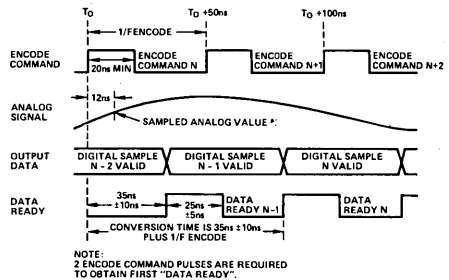 T₀ T₀ +50ns T₀ +100ns
1/FENCODE
ENCODE COMMAND
ENCODE COMMAND N
ENCODE COMMAND N+1
ENCODE COMMAND N+2
20ns MIN
12ns
ANALOG SIGNAL
SAMPLED ANALOG VALUE
OUTPUT DATA
DIGITAL SAMPLE N - 2 VALID
DIGITAL SAMPLE N - 1 VALID
DIGITAL SAMPLE N VALID
DATA READY
35ns ±10ns
25ns ±5ns
DATA READY N-1
DATA READY N
CONVERSION TIME IS 35ns ±10ns
PLUS 1/F ENCODE
NOTE:
2 ENCODE COMMAND PULSES ARE REQUIRED
TO OBTAIN FIRST "DATA READY".